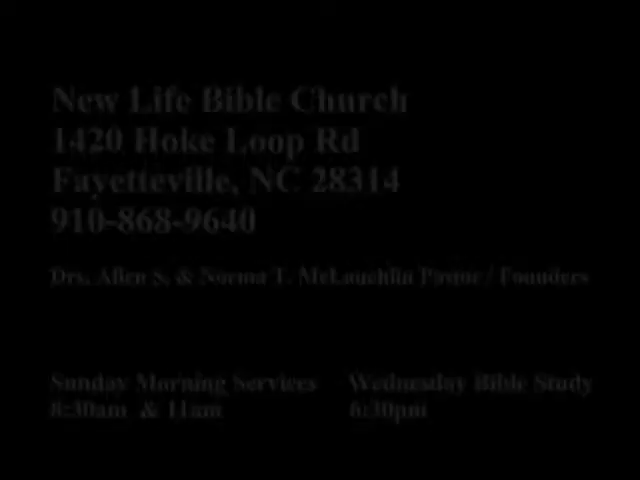 New Life Bible Church
1420 Hoke Loop Rd
Fayetteville, NC 28314
910-868-9640
Drs. Allen S. & Norma T. McLauchlin Pastor / Founders
Sunday Morning Services Wednesday Bible Study
8:30am & 11am 6:30pm